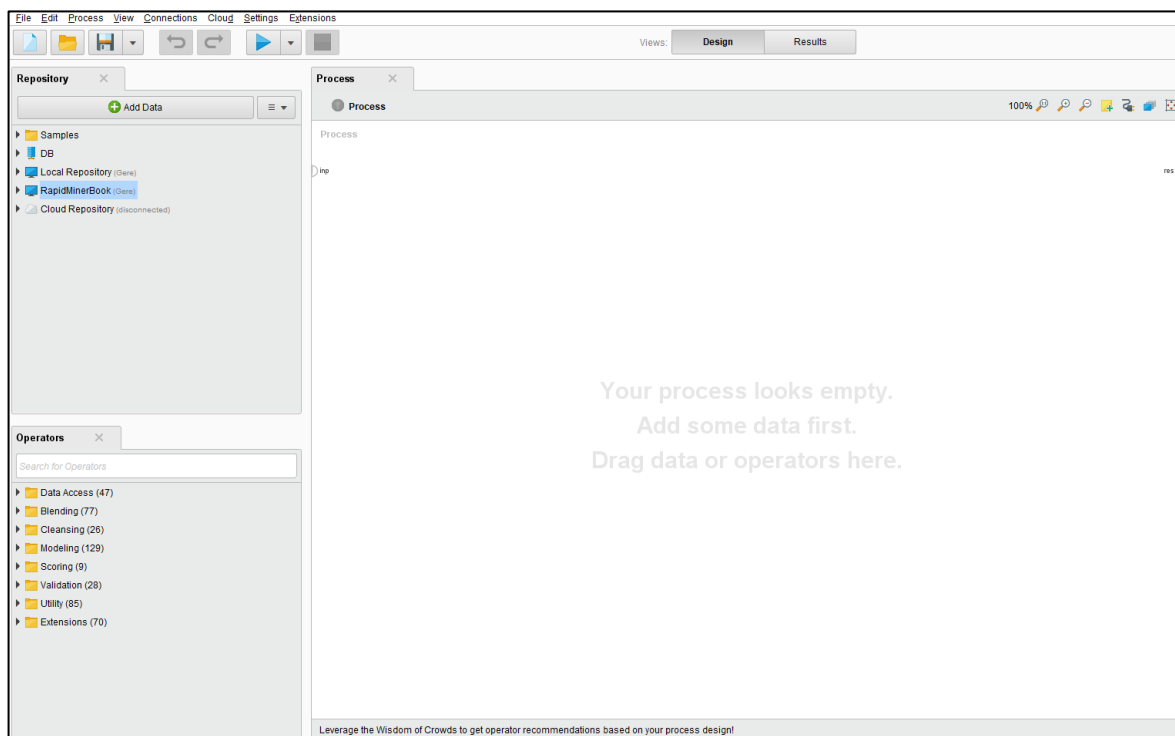 File Edit Process View Connections Cloud Settings Extensions
Views: Design Results
Repository
Add Data
Samples
DB
Local Repository (Gere)
RapidMinerBook (Gere)
Cloud Repository (disconnected)
Operators
Search for Operators
Data Access (47)
Blending (77)
Cleansing (26)
Modeling (129)
Scoring (9)
Validation (28)
Utility (85)
Extensions (70)
Process
Process
100%
Process
inp
res
Your process looks empty.
Add some data first.
Drag data or operators here.
Leverage the Wisdom of Crowds to get operator recommendations based on your process design!